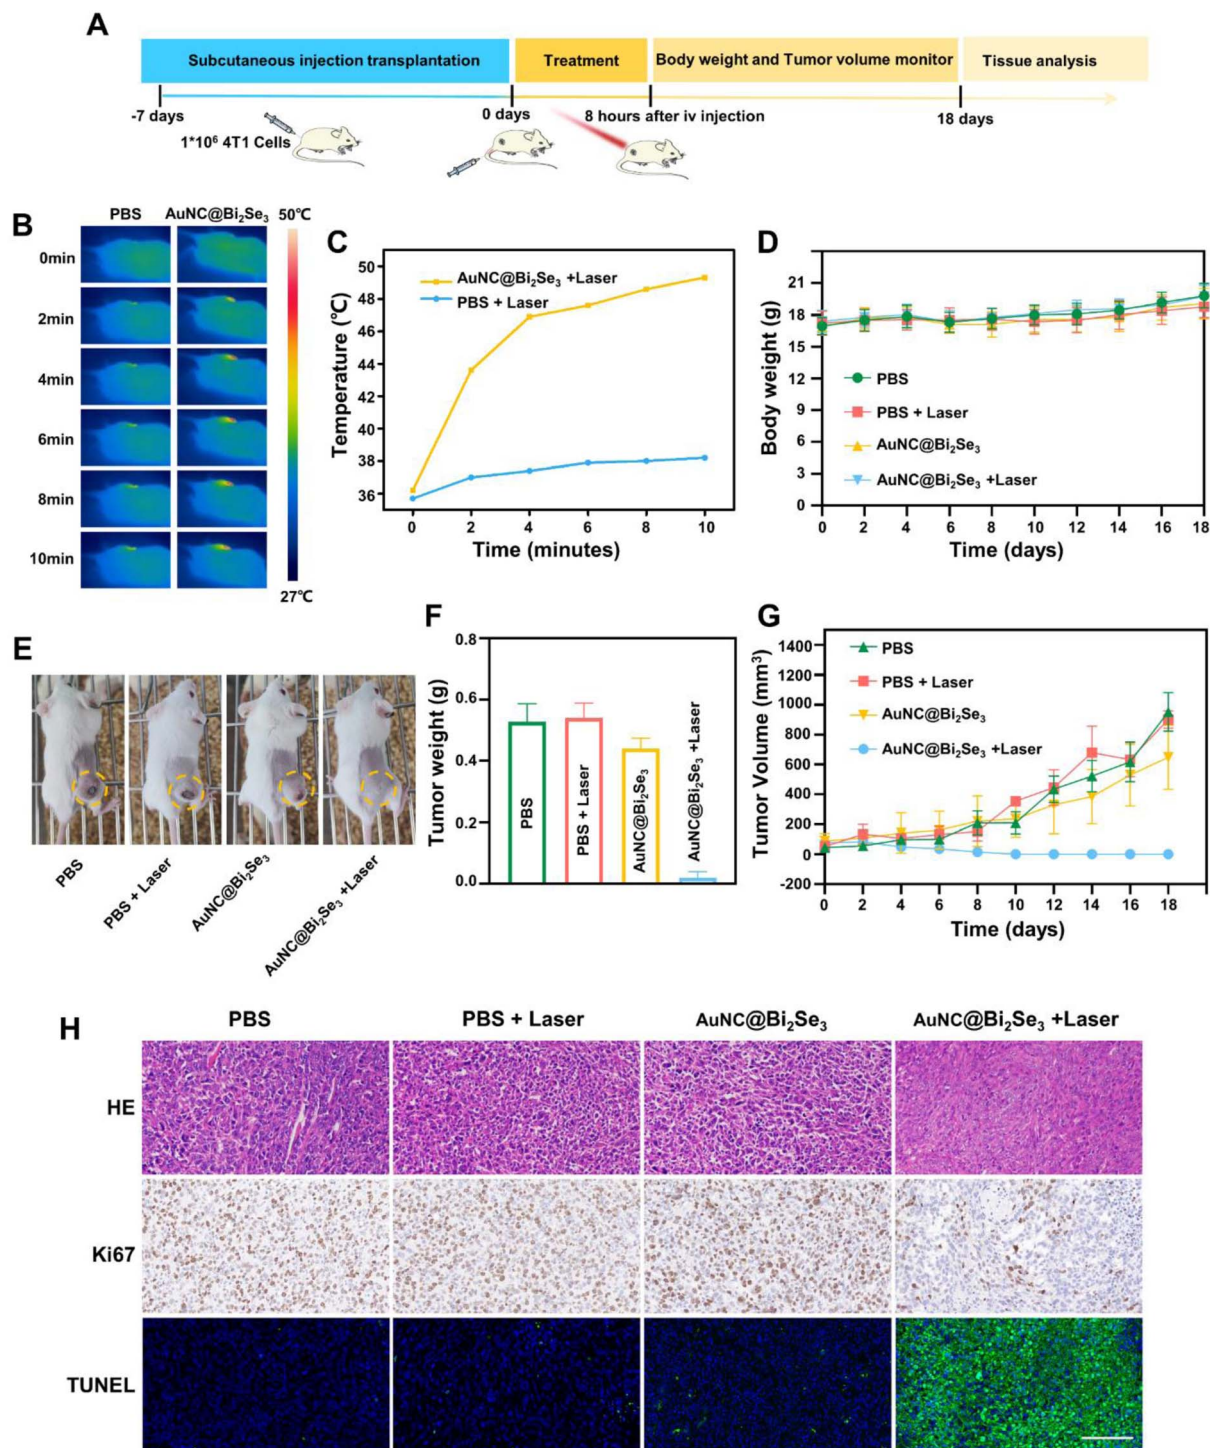 A
Subcutaneous injection transplantation
Treatment
Body weight and Tumor volume monitor
Tissue analysis
-7 days
0 days
8 hours after iv injection
18 days
1*10⁶ 4T1 Cells
B
PBS
AuNC@Bi₂Se₃
50℃
0min
2min
4min
6min
8min
10min
27℃
C
AuNC@Bi₂Se₃ +Laser
PBS + Laser
Temperature (℃)
50
48
46
44
42
40
38
36
0 2 4 6 8 10
Time (minutes)
D
Body weight (g)
21
18
15
12
9
6
3
0
PBS
PBS + Laser
AuNC@Bi₂Se₃
AuNC@Bi₂Se₃ +Laser
0 2 4 6 8 10 12 14 16 18
Time (days)
E
PBS
PBS + Laser
AuNC@Bi₂Se₃
AuNC@Bi₂Se₃ +Laser
F
Tumor weight (g)
0.8
0.6
0.4
0.2
0.0
PBS
PBS + Laser
AuNC@Bi₂Se₃
AuNC@Bi₂Se₃ +Laser
G
Tumor Volume (mm³)
1400
1200
1000
800
600
400
200
0
-200
PBS
PBS + Laser
AuNC@Bi₂Se₃
AuNC@Bi₂Se₃ +Laser
0 2 4 6 8 10 12 14 16 18
Time (days)
H
PBS
PBS + Laser
AuNC@Bi₂Se₃
AuNC@Bi₂Se₃ +Laser
HE
Ki67
TUNEL